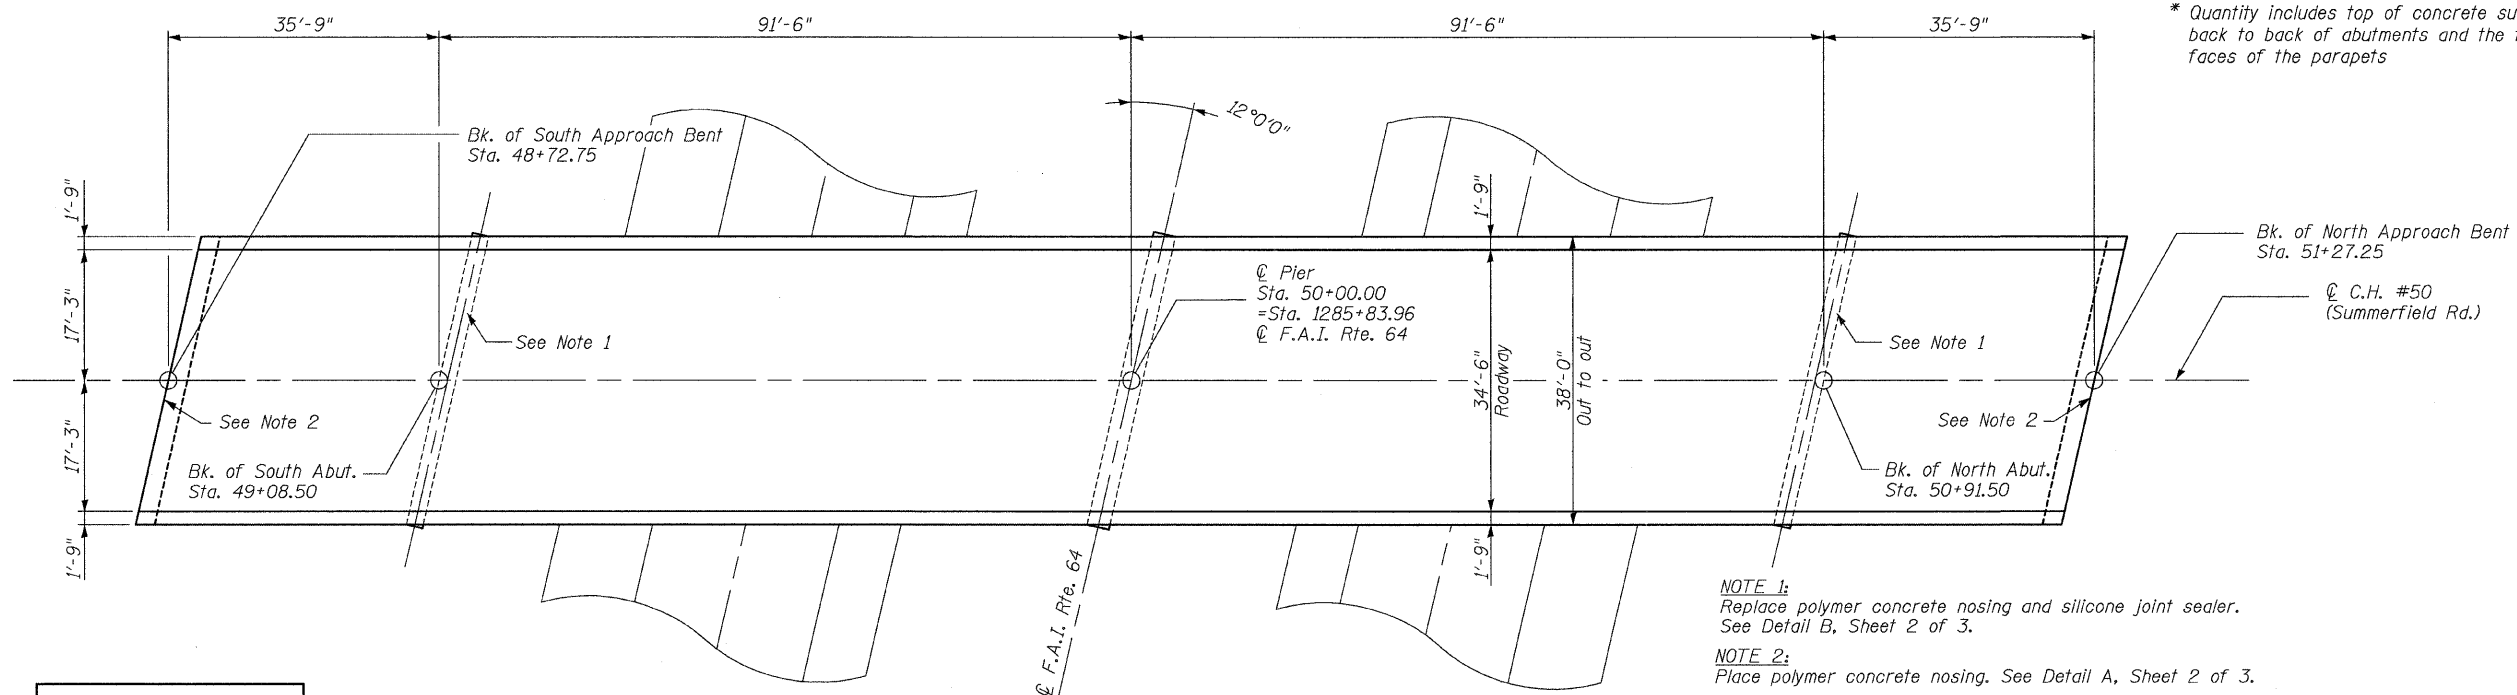 35'-9"
91'-6"
91'-6"
35'-9"
* Quantity includes top of concrete
back to back of abutments and the
faces of the parapets
12°0'0"
Bk. of South Approach Bent
Sta. 48+72.75
1'-9"
1'-9"
17'-3"
17'-3"
1'-9"
1'-9"
℄ Pier
Sta. 50+00.00
=Sta. 1285+83.96
℄ F.A.I. Rte. 64
Bk. of North Approach Bent
Sta. 51+27.25
℄ C.H. #50
(Summerfield Rd.)
See Note 1
See Note 1
34'-6"
Roadway
38'-0"
Out to out
See Note 2
See Note 2
Bk. of South Abut.
Sta. 49+08.50
Bk. of North Abut.
Sta. 50+91.50
℄ F.A.I. Rte. 64
NOTE 1:
Replace polymer concrete nosing and silicone joint sealer.
See Detail B, Sheet 2 of 3.
NOTE 2:
Place polymer concrete nosing. See Detail A, Sheet 2 of 3.